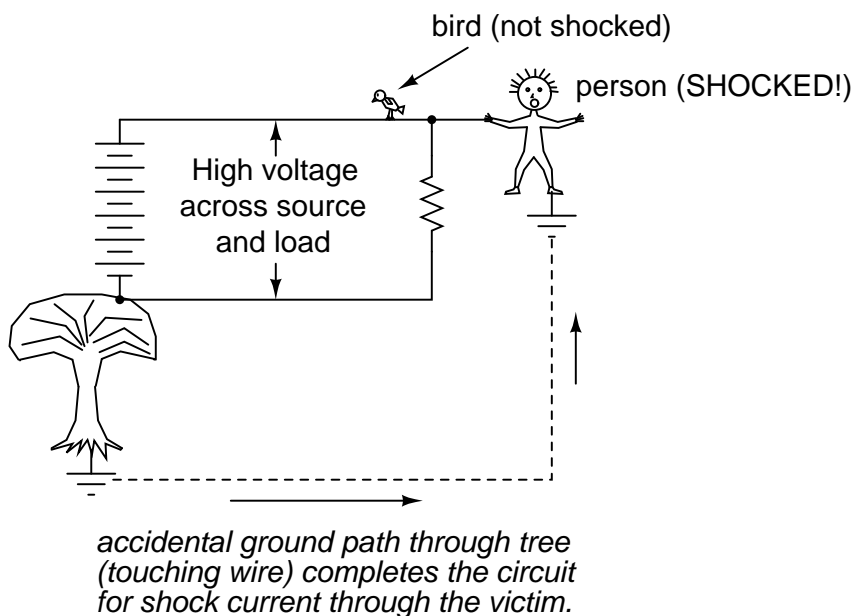 bird (not shocked)
person (SHOCKED!)
High voltage
across source
and load
accidental ground path through tree
(touching wire) completes the circuit
for shock current through the victim.